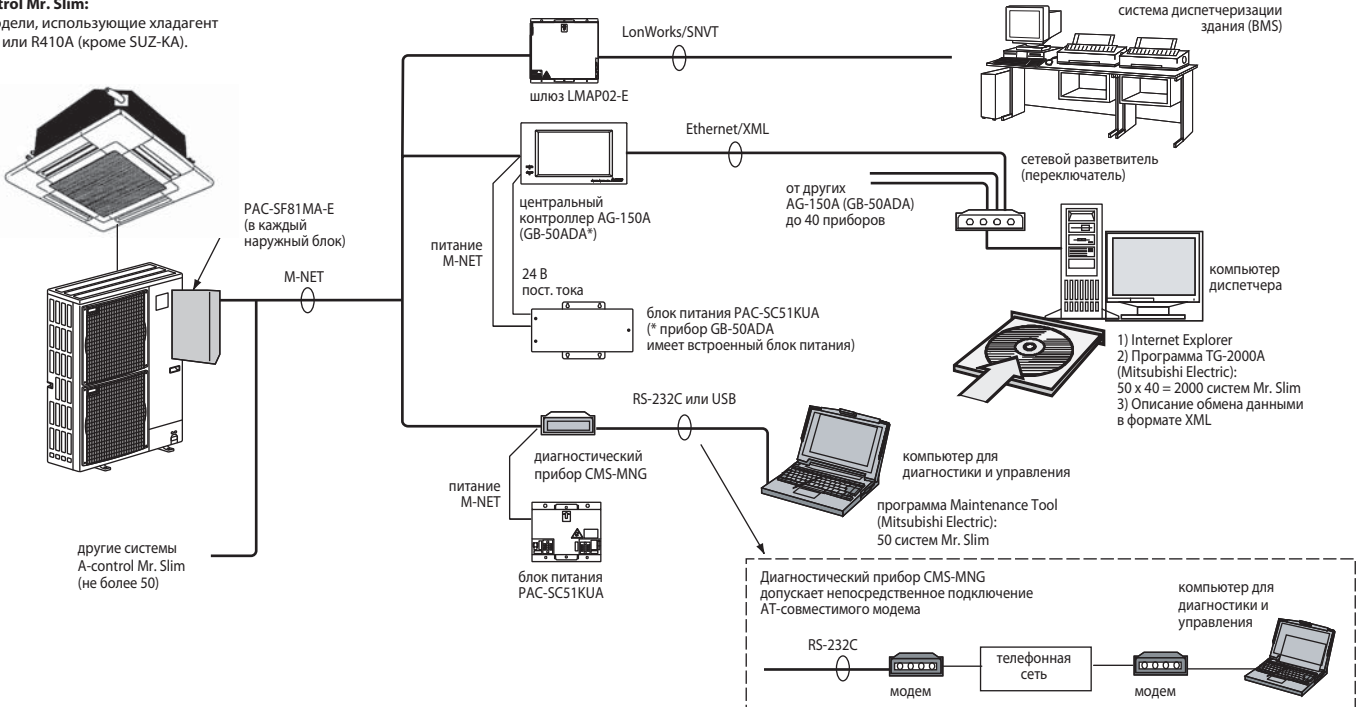 ntrol Mr. Slim:
одели, использующие хладагент
или R410A (кроме SUZ-KA).
PAC-SF81MA-E
(в каждый
наружный блок)
M-NET
другие системы
A-control Mr. Slim
(не более 50)
шлюз LMAP02-E
LonWorks/SNVT
система диспетчеризации
здания (BMS)
центральный
контроллер AG-150A
(GB-50ADA*)
Ethernet/XML
от других
AG-150A (GB-50ADA)
до 40 приборов
сетевой разветвитель
(переключатель)
компьютер
диспетчера
1) Internet Explorer
2) Программа TG-2000A
(Mitsubishi Electric):
50 x 40 = 2000 систем Mr. Slim
3) Описание обмена данными
в формате XML
питание
M-NET
24 В
пост. тока
блок питания PAC-SC51KUA
(* прибор GB-50ADA
имеет встроенный блок питания)
RS-232C или USB
диагностический
прибор CMS-MNG
питание
M-NET
блок питания
PAC-SC51KUA
компьютер для
диагностики и управления
программа Maintenance Tool
(Mitsubishi Electric):
50 систем Mr. Slim
Диагностический прибор CMS-MNG
допускает непосредственное подключение
АТ-совместимого модема
RS-232C
модем
телефонная
сеть
модем
компьютер для
диагностики и
управления